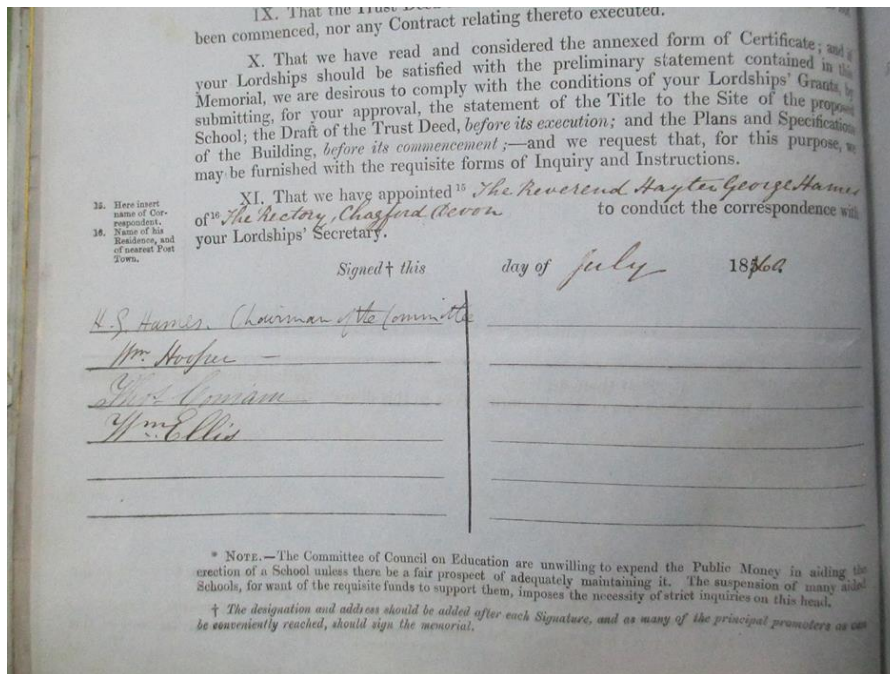 IX. That the Trust Deed
been commenced, nor any Contract relating thereto executed.
X. That we have read and considered the annexed form of Certificate; and if
your Lordships should be satisfied with the preliminary statement contained in this
Memorial, we are desirous to comply with the conditions of your Lordships' Grants, by
submitting, for your approval, the statement of the Title to the Site of the proposed
School; the Draft of the Trust Deed, before its execution; and the Plans and Specifications
of the Building, before its commencement;—and we request that, for this purpose, we
may be furnished with the requisite forms of Inquiry and Instructions.
XI. That we have appointed 15 The Reverend Hayter George Hames
of 16 The Rectory, Chagford Devon to conduct the correspondence with
your Lordships' Secretary.
15. Here insert
name of Cor-
respondent.
16. Name of his
Residence, and
of nearest Post
Town.
Signed † this day of July 1860
H. G Hames. Chairman of the Committee
Wm. Hooper —
Thos.
Wm. Ellis
* NOTE.—The Committee of Council on Education are unwilling to expend the Public Money in aiding the
erection of a School unless there be a fair prospect of adequately maintaining it. The suspension of many aided
Schools, for want of the requisite funds to support them, imposes the necessity of strict inquiries on this head.
† The designation and address should be added after each Signature, and as many of the principal promoters as can
be conveniently reached, should sign the memorial.